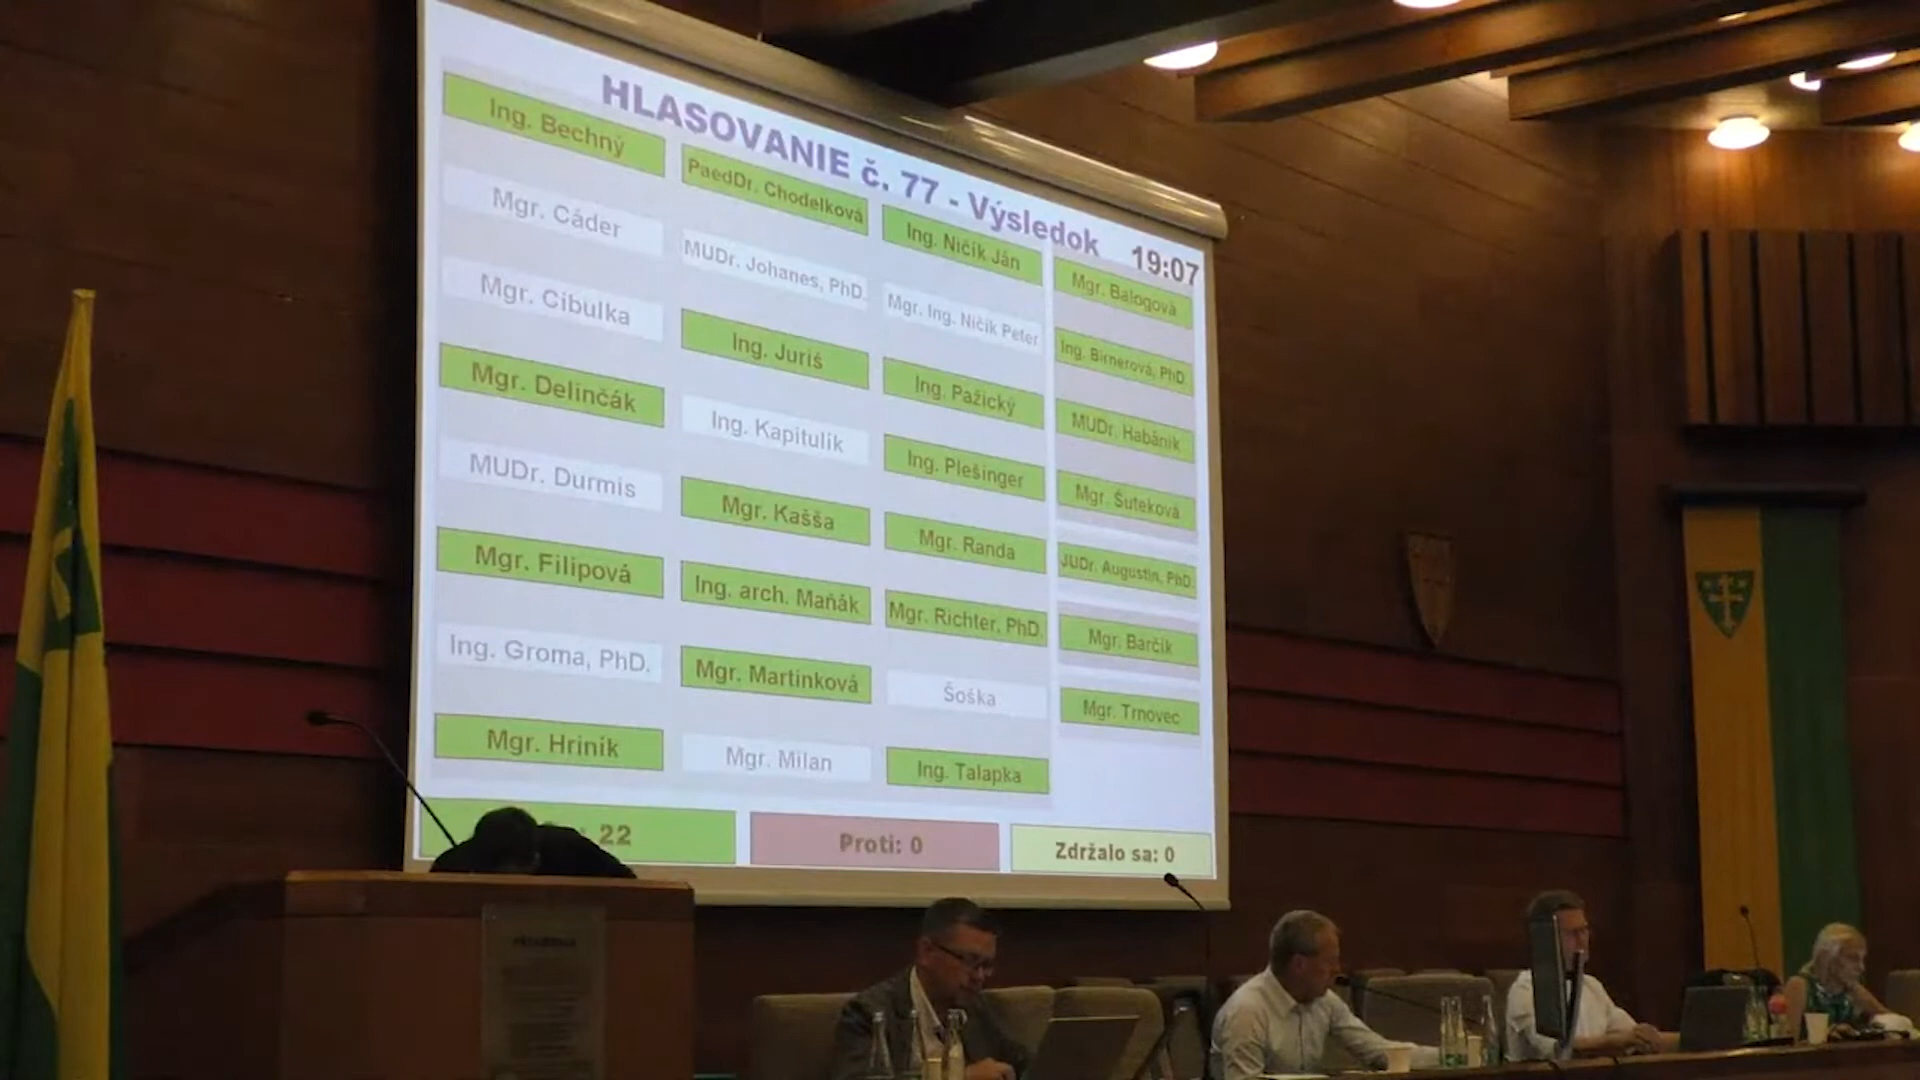 HLASOVANIE č. 77 - Výsledok 19:07
Ing. Bechný
Mgr. Cáder
Mgr. Cibulka
Mgr. Delinčák
MUDr. Durmis
Mgr. Filipová
Ing. Groma, PhD.
Mgr. Hriník
PaedDr. Chodelková
MUDr. Johanes, PhD.
Ing. Juriš
Ing. Kapitulík
Mgr. Kašša
Ing. arch. Maňák
Mgr. Martinková
Mgr. Milan
Ing. Ničík Ján
Mgr. Ing. Ničík Peter
Ing. Pažický
Ing. Plešinger
Mgr. Randa
Mgr. Richter, PhD.
Šoška
Ing. Talapka
Mgr. Balogová
Ing. Birnerová, PhD.
MUDr. Habánik
Mgr. Šuteková
JUDr. Augustín, PhD.
Mgr. Barčík
Mgr. Trnovec
22
Proti: 0
Zdržalo sa: 0